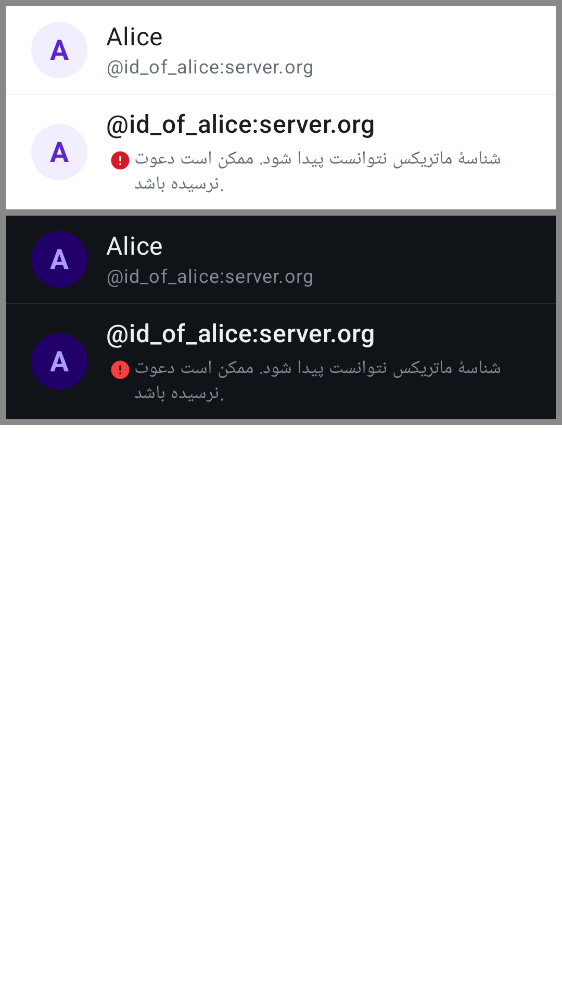 A
Alice
@id_of_alice:server.org
A
@id_of_alice:server.org
شناسهٔ ماتریکس نتوانست پیدا شود. ممکن است دعوت
نرسیده باشد.
A
Alice
@id_of_alice:server.org
A
@id_of_alice:server.org
شناسهٔ ماتریکس نتوانست پیدا شود. ممکن است دعوت
نرسیده باشد.